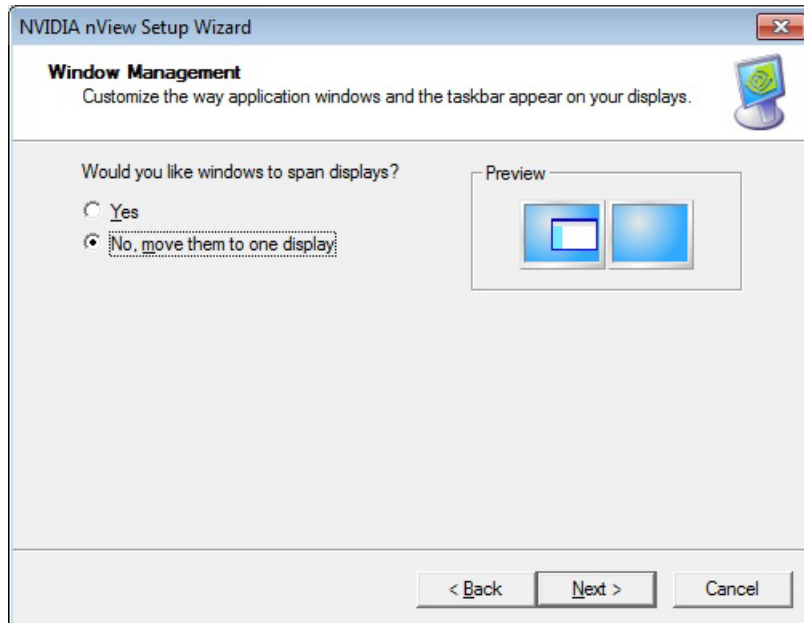 NVIDIA nView Setup Wizard
Window Management
Customize the way application windows and the taskbar appear on your displays.
Would you like windows to span displays?
Preview
Yes
No, move them to one display
< Back
Next >
Cancel